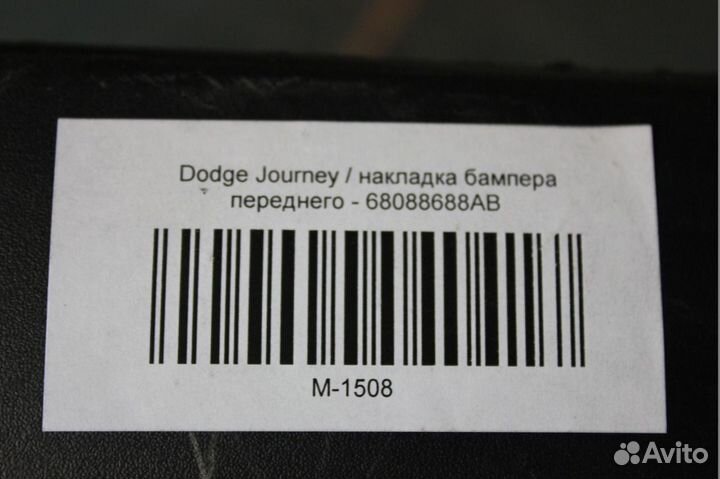 Dodge Journey / накладка бампера
переднего - 68088688AB
M-1508
Avito